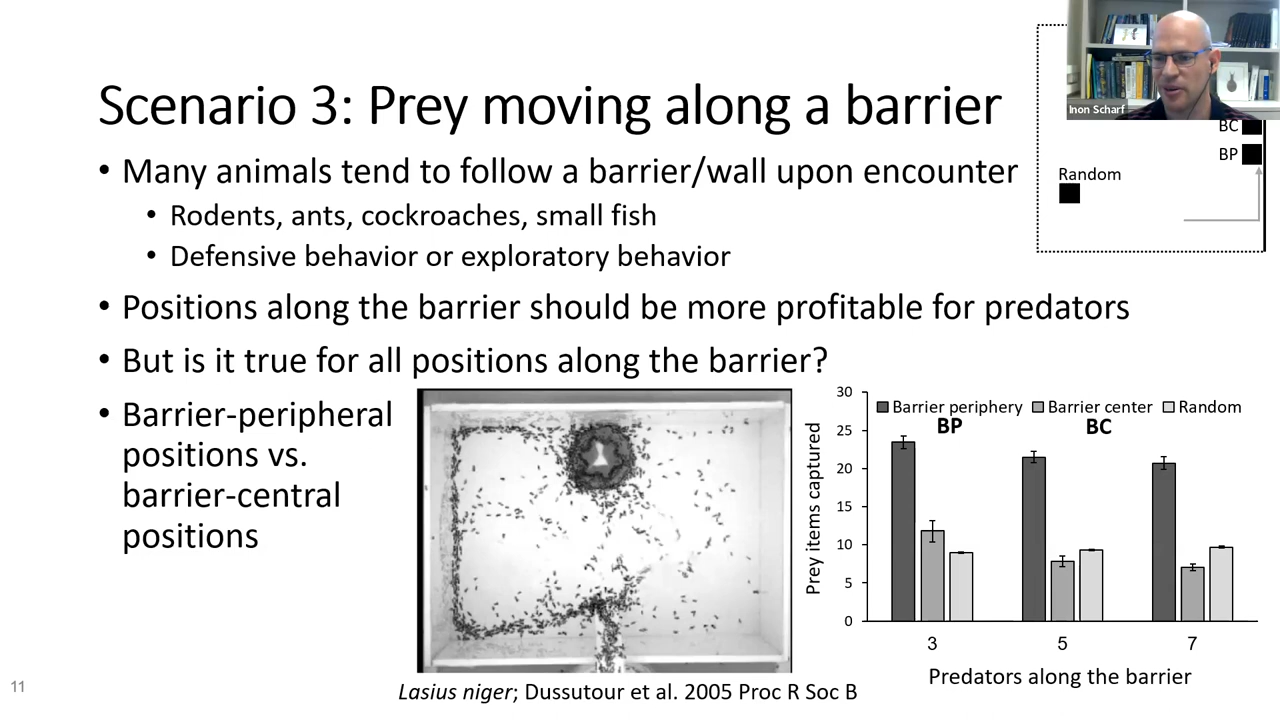 Scenario 3: Prey moving along a barrier
Inon Scharf
BC
BP
Random
• Many animals tend to follow a barrier/wall upon encounter
• Rodents, ants, cockroaches, small fish
• Defensive behavior or exploratory behavior
• Positions along the barrier should be more profitable for predators
• But is it true for all positions along the barrier?
• Barrier-peripheral
positions vs.
barrier-central
positions
Lasius niger; Dussutour et al. 2005 Proc R Soc B
Barrier periphery Barrier center Random
BP BC
Prey items captured
30
25
20
15
10
5
0
3 5 7
Predators along the barrier
11